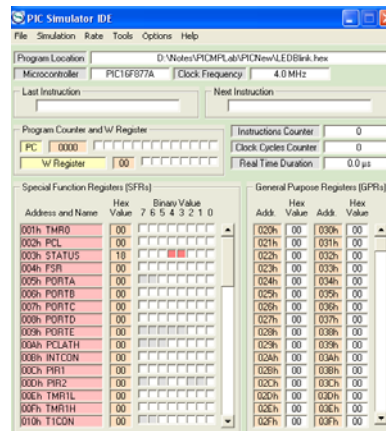 PIC Simulator IDE
File Simulation Rate Tools Options Help
Program Location D:\Notes\PICMPLab\PICNew\LEDBlink.hex
Microcontroller PIC16F877A Clock Frequency 4.0 MHz
Last Instruction Next Instruction
Program Counter and W Register Instructions Counter 0
PC 0000 Clock Cycles Counter 0
W Register 00 Real Time Duration 0.0 µs
Special Function Registers (SFRs) General Purpose Registers (GPRs)
Hex Binary Value Hex Hex
Address and Name Value 7 6 5 4 3 2 1 0 Addr. Value Addr. Value
001h TMR0 00 020h 00 030h 00
002h PCL 00 021h 00 031h 00
003h STATUS 18 022h 00 032h 00
004h FSR 00 023h 00 033h 00
005h PORTA 00 024h 00 034h 00
006h PORTB 00 025h 00 035h 00
007h PORTC 00 026h 00 036h 00
008h PORTD 00 027h 00 037h 00
009h PORTE 00 028h 00 038h 00
00Ah PCLATH 00 029h 00 039h 00
00Bh INTCON 00 02Ah 00 03Ah 00
00Ch PIR1 00 02Bh 00 03Bh 00
00Dh PIR2 00 02Ch 00 03Ch 00
00Eh TMR1L 00 02Dh 00 03Dh 00
00Fh TMR1H 00 02Eh 00 03Eh 00
010h T1CON 00 02Fh 00 03Fh 00